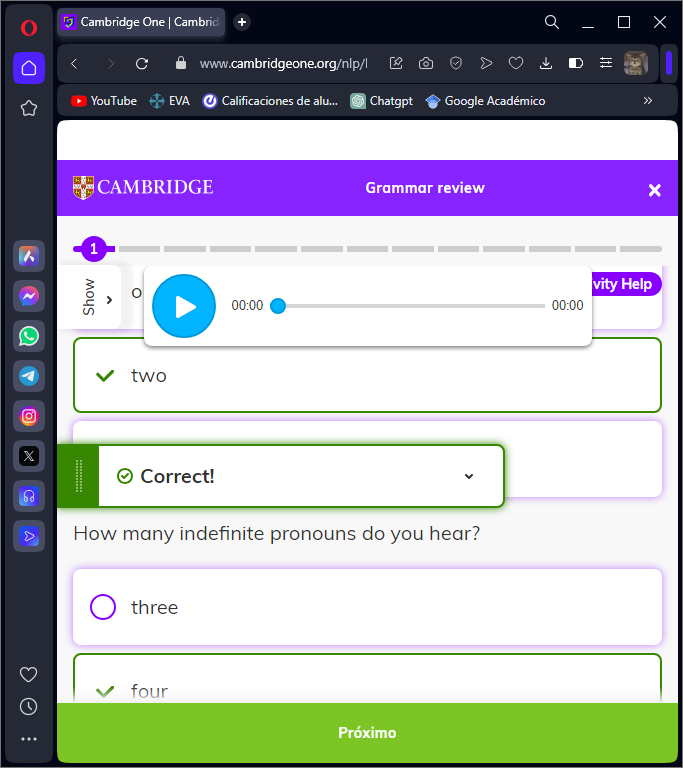 Cambridge One | Cambrid
www.cambridgeone.org/nlp/l
YouTube
EVA
Calificaciones de alu...
Chatgpt
Google Académico
CAMBRIDGE
Grammar review
1
Show
o
00:00
00:00
vity Help
two
Correct!
How many indefinite pronouns do you hear?
three
four
Próximo